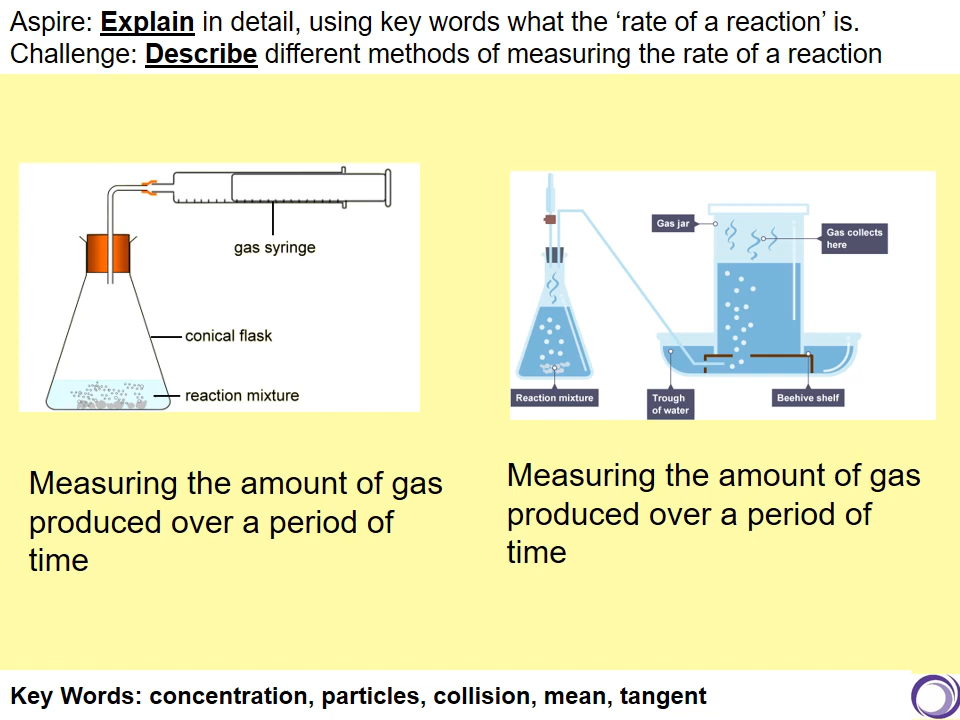 Aspire: Explain in detail, using key words what the ‘rate of a reaction’ is.
Challenge: Describe different methods of measuring the rate of a reaction
gas syringe
conical flask
reaction mixture
Gas jar
Gas collects
here
Reaction mixture
Trough
of water
Beehive shelf
Measuring the amount of gas
produced over a period of
time
Measuring the amount of gas
produced over a period of
time
Key Words: concentration, particles, collision, mean, tangent